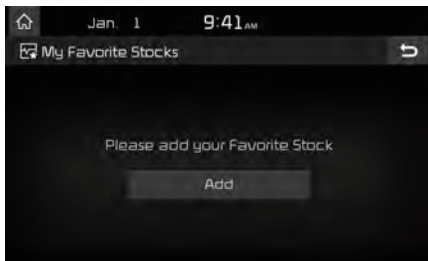 Jan. 1 9:41 AM
My Favorite Stocks
Please add your Favorite Stock
Add